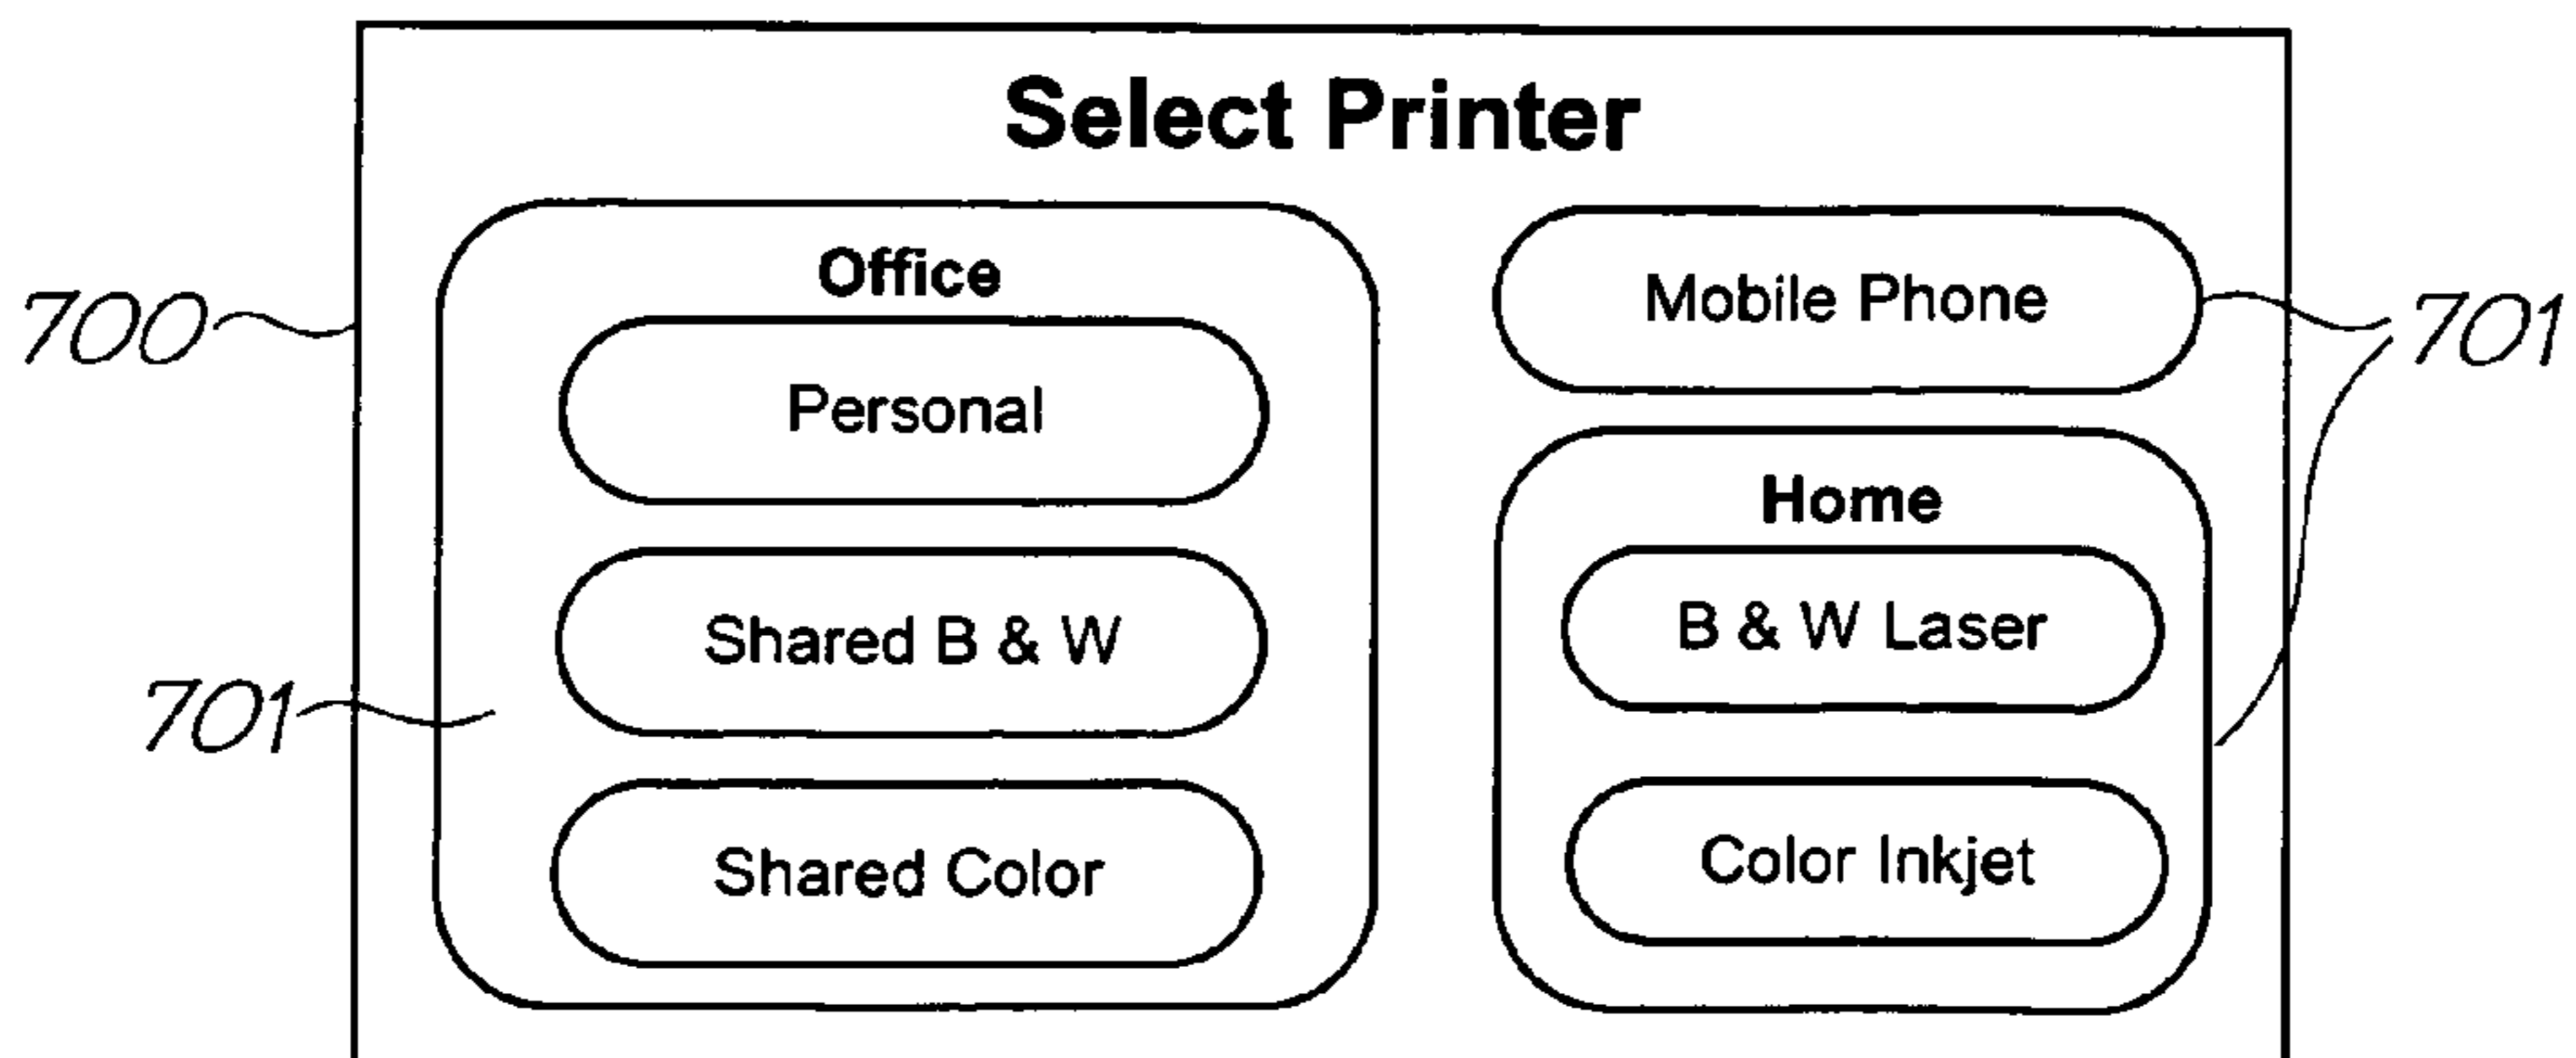 Select Printer
Office
Personal
Shared B & W
Shared Color
Mobile Phone
Home
B & W Laser
Color Inkjet
700
701
701